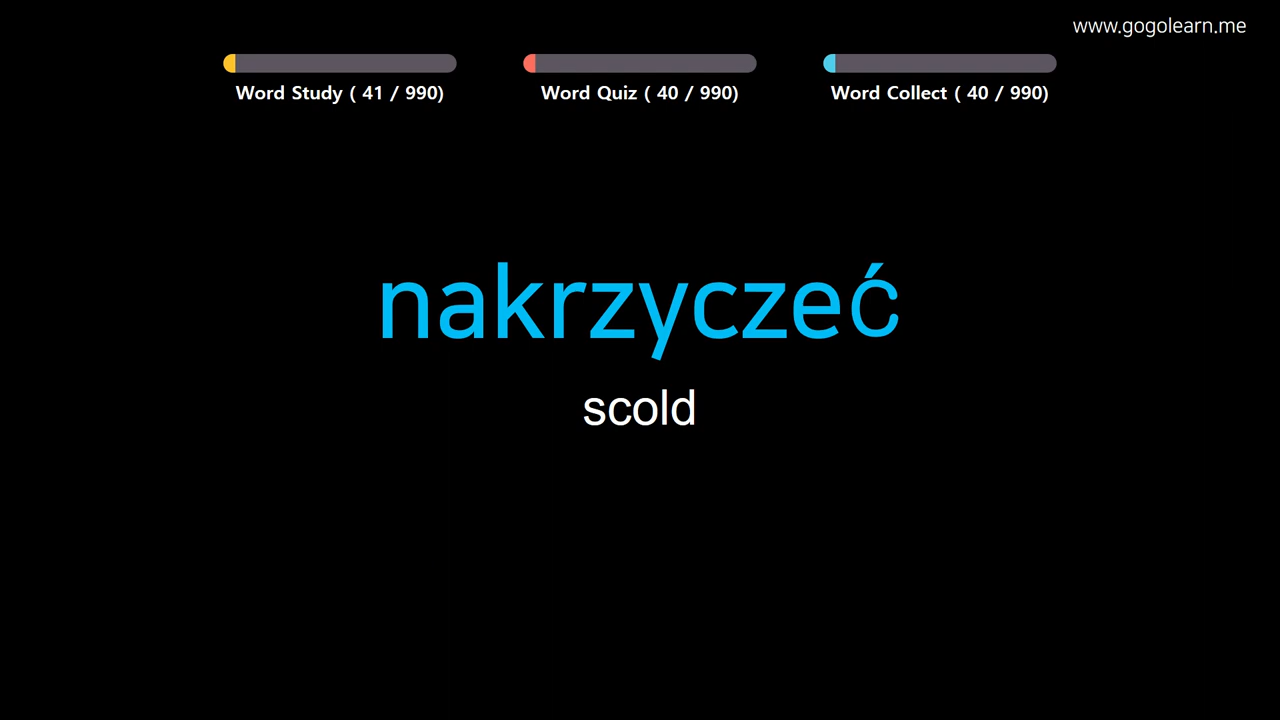 www.gogolearn.me
Word Study ( 41 / 990)
Word Quiz ( 40 / 990)
Word Collect ( 40 / 990)
nakrzyczeć
scold